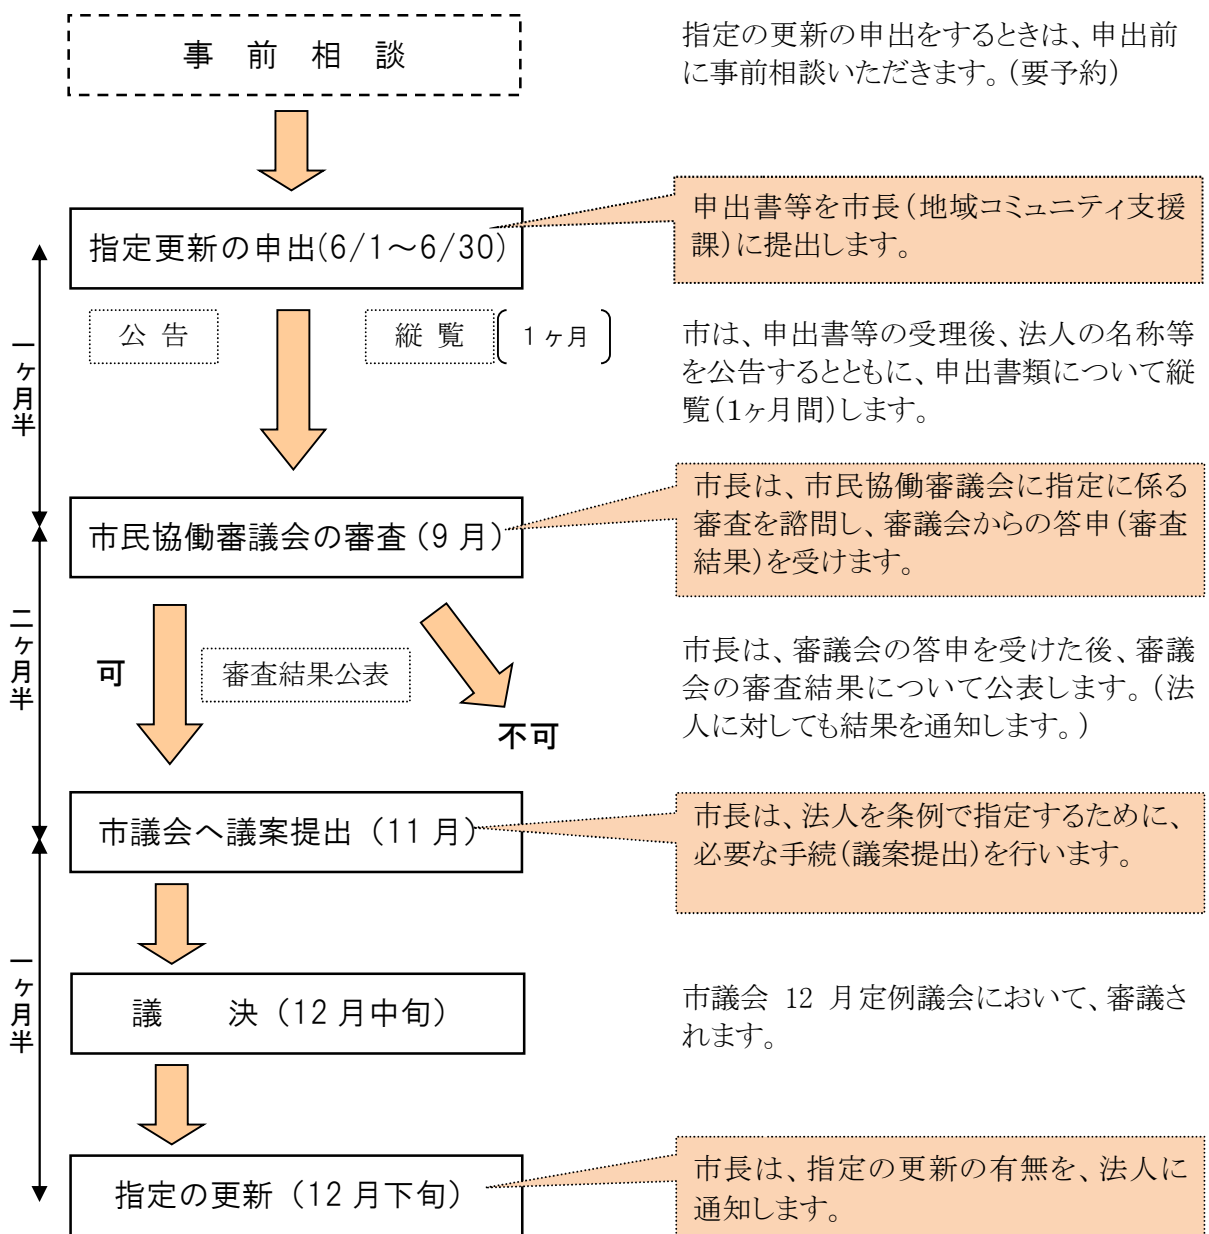 事 前 相 談
指定の更新の申出をするときは、申出前
に事前相談いただきます。(要予約)
指定更新の申出(6/1～6/30)
申出書等を市長(地域コミュニティ支援
課)に提出します。
一ヶ月半
公 告
縦 覧
1 ヶ月
市は、申出書等の受理後、法人の名称等
を公告するとともに、申出書類について縦
覧(1ヶ月間)します。
市民協働審議会の審査(9 月)
市長は、市民協働審議会に指定に係る
審査を諮問し、審議会からの答申(審査
結果)を受けます。
二ヶ月半
可
審査結果公表
不可
市長は、審議会の答申を受けた後、審議
会の審査結果について公表します。(法
人に対しても結果を通知します。)
市議会へ議案提出 (11 月)
市長は、法人を条例で指定するために、
必要な手続(議案提出)を行います。
一ヶ月半
議 決 (12 月中旬)
市議会 12 月定例議会において、審議さ
れます。
指定の更新 (12 月下旬)
市長は、指定の更新の有無を、法人に
通知します。